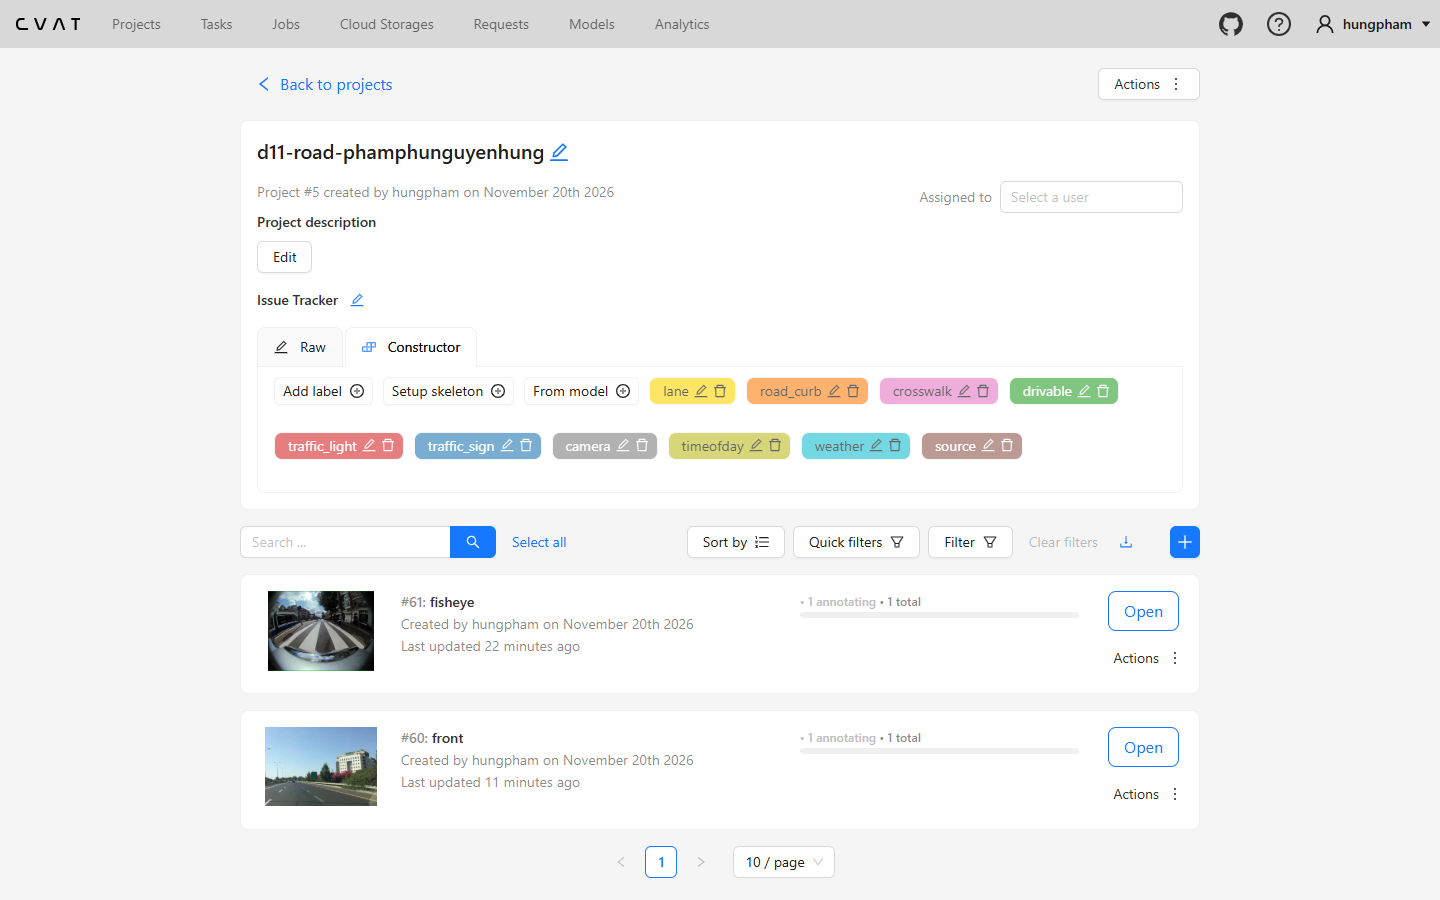 CVAT Projects Tasks Jobs Cloud Storages Requests Models Analytics hungpham
Back to projects Actions
d11-road-phamphunguyenhung
Project #5 created by hungpham on November 20th 2026
Assigned to Select a user
Project description
Edit
Issue Tracker
Raw Constructor
Add label Setup skeleton From model lane road_curb crosswalk drivable
traffic_light traffic_sign camera timeofday weather source
Search ... Select all Sort by Quick filters Filter Clear filters
#61: fisheye • 1 annotating • 1 total Open
Created by hungpham on November 20th 2026
Last updated 22 minutes ago Actions
#60: front • 1 annotating • 1 total Open
Created by hungpham on November 20th 2026
Last updated 11 minutes ago Actions
1 10 / page